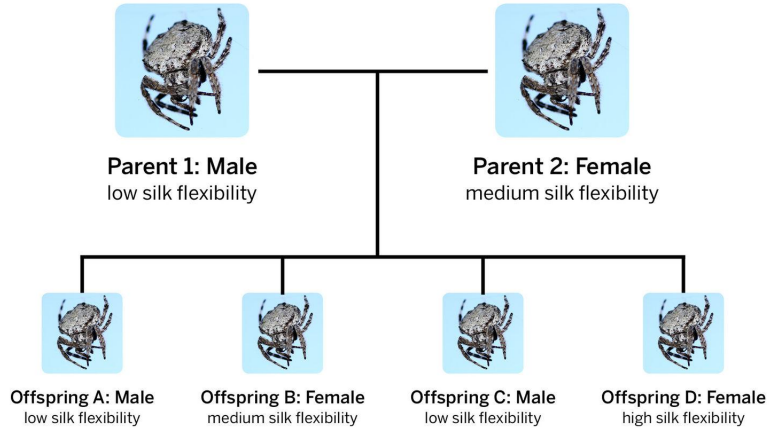 Parent 1: Male
low silk flexibility
Parent 2: Female
medium silk flexibility
Offspring A: Male
low silk flexibility
Offspring B: Female
medium silk flexibility
Offspring C: Male
low silk flexibility
Offspring D: Female
high silk flexibility